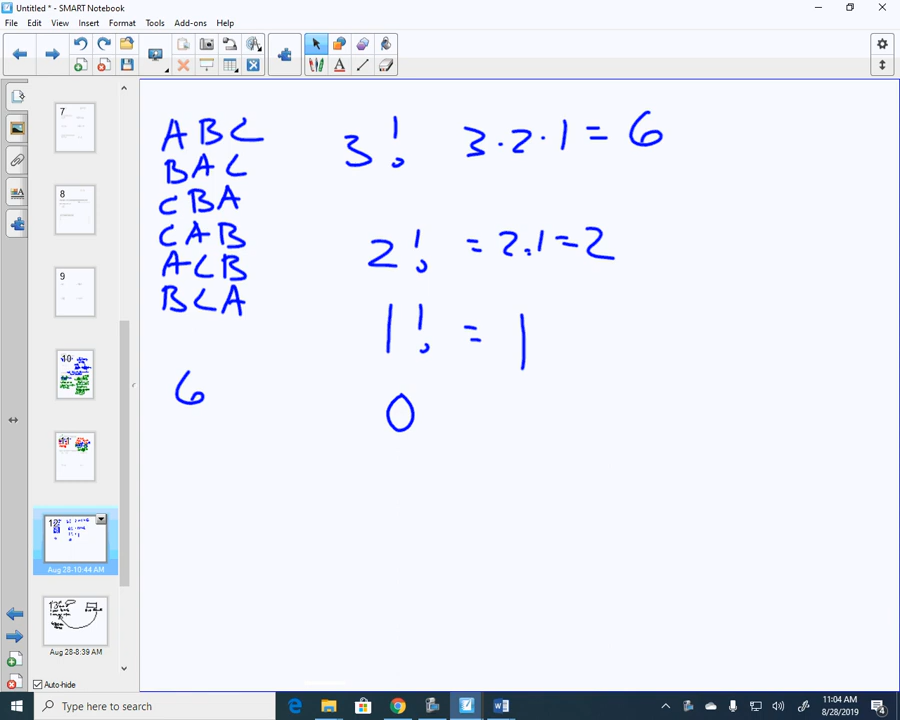 Untitled * - SMART Notebook
File Edit View Insert Format Tools Add-ons Help
7
8
9
10
12
Aug 28-10:44 AM
13
Aug 28-8:39 AM
Auto-hide
ABC
BAC
CBA
CAB
ACB
BCA
6
3! 3·2·1=6
2! =2.1=2
1! = 1
0
Type here to search
W
11:04 AM
8/28/2019
4